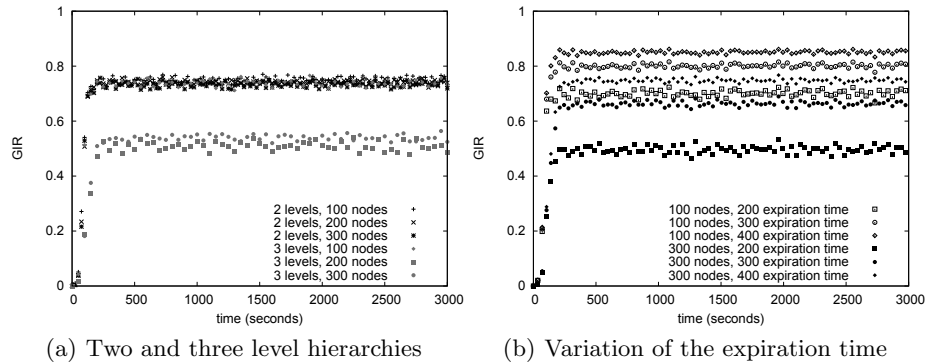 1
0.8
0.6
0.4
0.2
0
GIR
2 levels, 100 nodes
2 levels, 200 nodes
2 levels, 300 nodes
3 levels, 100 nodes
3 levels, 200 nodes
3 levels, 300 nodes
0 500 1000 1500 2000 2500 3000
time (seconds)
(a) Two and three level hierarchies
1
0.8
0.6
0.4
0.2
0
GIR
100 nodes, 200 expiration time
100 nodes, 300 expiration time
100 nodes, 400 expiration time
300 nodes, 200 expiration time
300 nodes, 300 expiration time
300 nodes, 400 expiration time
0 500 1000 1500 2000 2500 3000
time (seconds)
(b) Variation of the expiration time